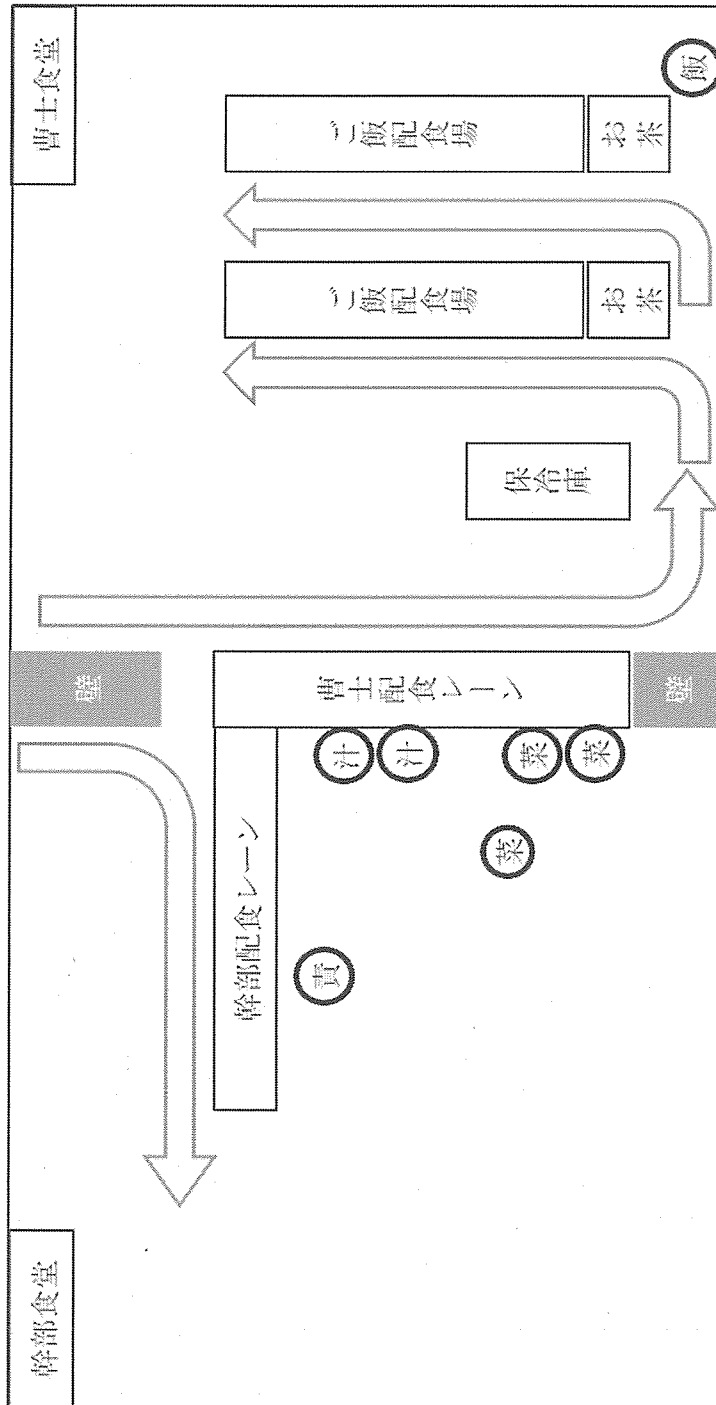 幹部食堂
曹士食堂
壁
幹部配食レーン
責
汁
汁
菜
菜
菜
曹士配食レーン
壁
保冷庫
ご飯配食場
お茶
ご飯配食場
お茶
飯